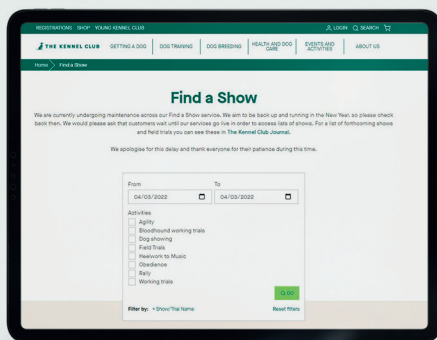 REGISTRATIONS SHOP YOUNG KENNEL CLUB
LOGIN SEARCH
THE KENNEL CLUB GETTING A DOG DOG TRAINING DOG BREEDING HEALTH AND DOG CARE EVENTS AND ACTIVITIES ABOUT US
Home Find a Show
Find a Show
We are currently undergoing maintenance across our Find a Show service. We aim to be back up and running in the New Year, so please check
back then. We would please ask that customers wait until our services go live in order to access lists of shows. For a list of forthcoming shows
and field trials you can see these in The Kennel Club Journal.
We apologise for this delay and thank everyone for their patience during this time.
From To
04/03/2022 04/03/2022
Activities
Agility
Bloodhound working trials
Dog showing
Field Trials
Heelwork to Music
Obedience
Rally
Working trials
GO
Filter by: + Show/Trial Name Reset filters